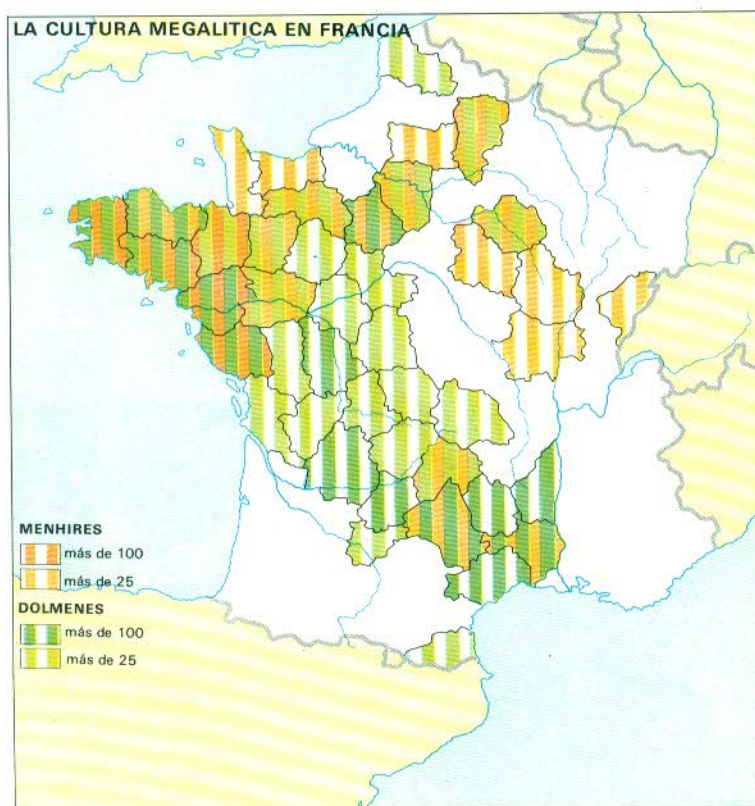 LA CULTURA MEGALITICA EN FRANCIA
MENHIRES
más de 100
más de 25
DOLMENES
más de 100
más de 25